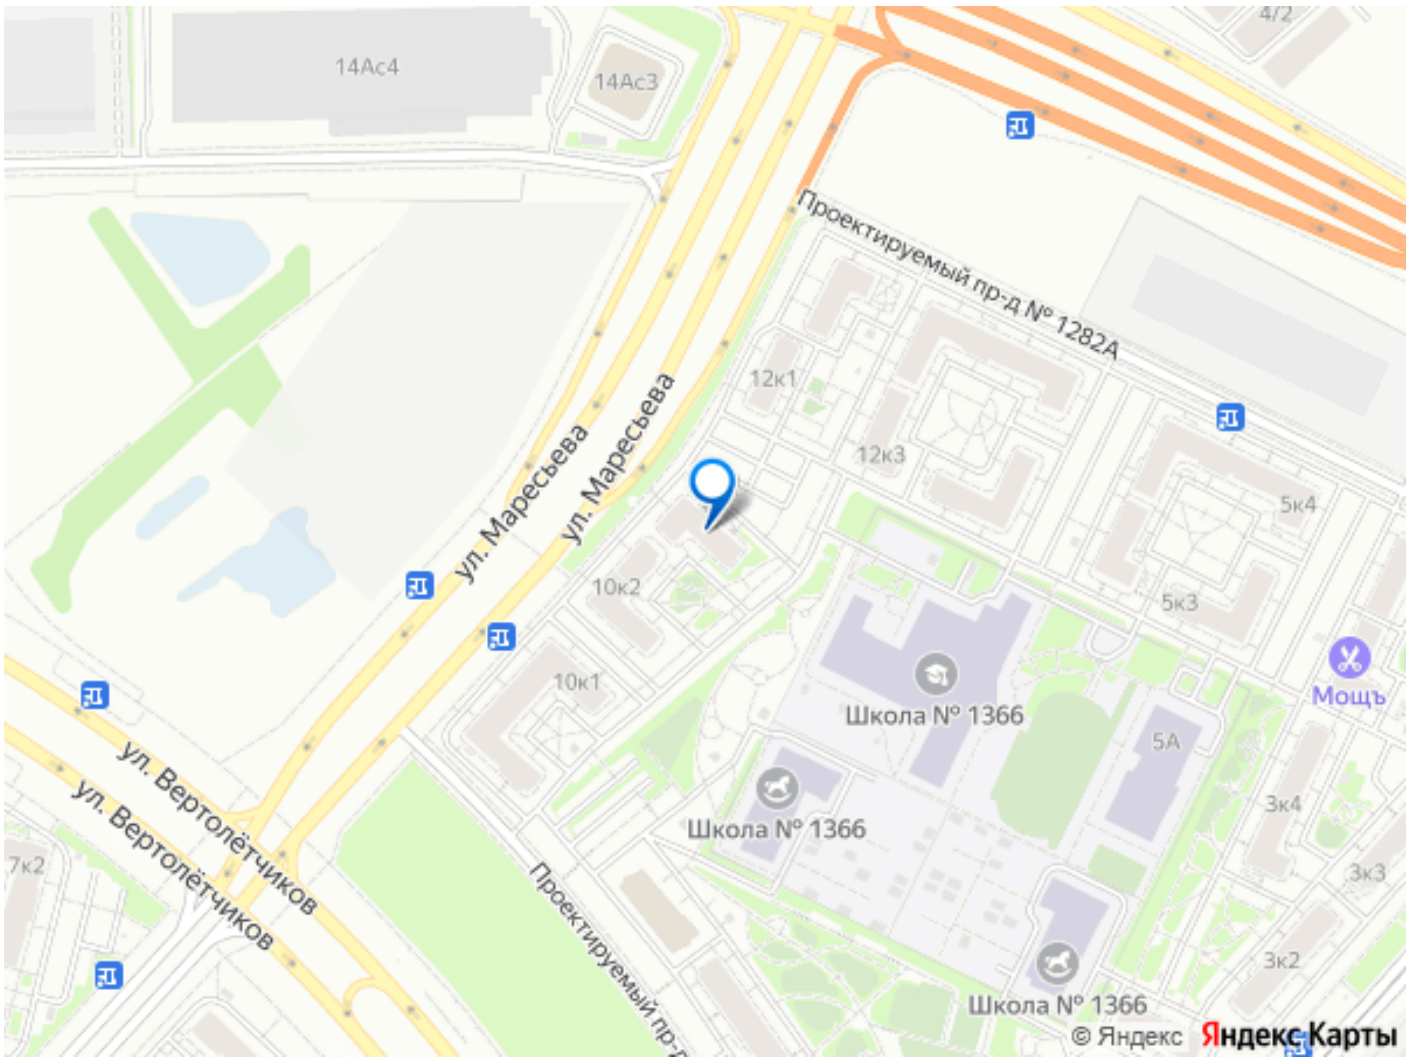 4/2
14Ас4
14Ас3
Проектируемый пр-д № 1282А
12к1
ул. Маресьева
ул. Маресьева
12к3
5к4
10к2
5к3
10к1
Мощъ
Школа № 1366
5А
ул. Вертолётчиков
ул. Вертолётчиков
Школа № 1366
3к4
7к2
3к3
Проектируемый пр-д
3к2
Школа № 1366
© Яндекс Яндекс Карты